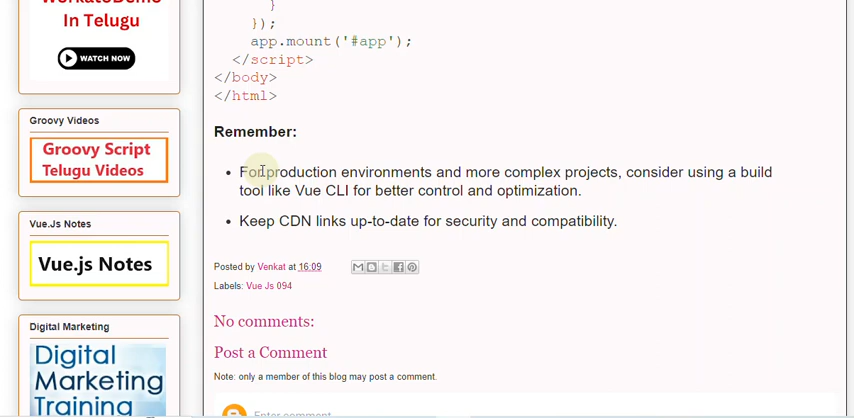 WorkatoDemo
In Telugu
WATCH NOW
Groovy Videos
Groovy Script
Telugu Videos
Vue.Js Notes
Vue.js Notes
Digital Marketing
Digital
Marketing
Training
}
});
app.mount('#app');
</script>
</body>
</html>
Remember:
• For production environments and more complex projects, consider using a build
tool like Vue CLI for better control and optimization.
• Keep CDN links up-to-date for security and compatibility.
Posted by Venkat at 16:09
Labels: Vue Js 094
No comments:
Post a Comment
Note: only a member of this blog may post a comment.
Enter comment